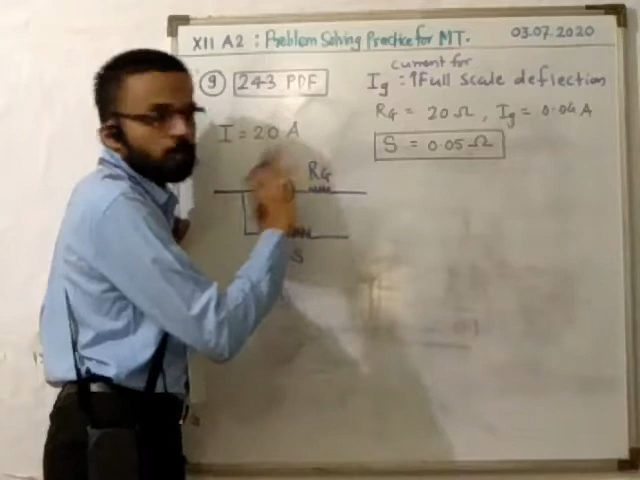 XII A2 : Problem Solving Practice for MT. 03.07.2020
9 243 PDF
current for
Ig : ↑Full scale deflection
RG = 20 Ω, Ig = 0.04 A
S = 0.05 Ω
I = 20 A
RG
S